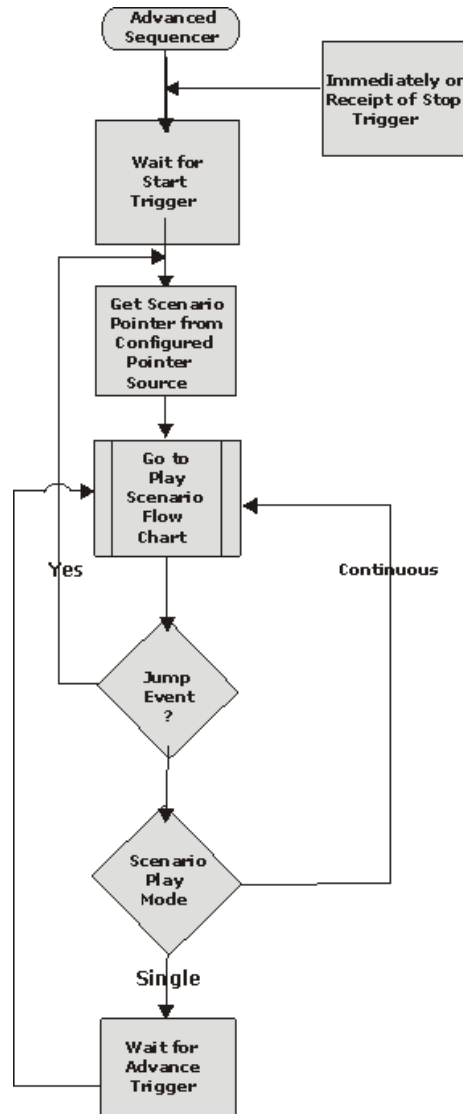 Advanced
Sequencer
Immediately on
Receipt of Stop
Trigger
Wait for
Start
Trigger
Get Scenario
Pointer from
Configured
Pointer
Source
Go to
Play
Scenario
Flow
Chart
Yes
Continuous
Jump
Event
?
Scenario
Play
Mode
Single
Wait for
Advance
Trigger